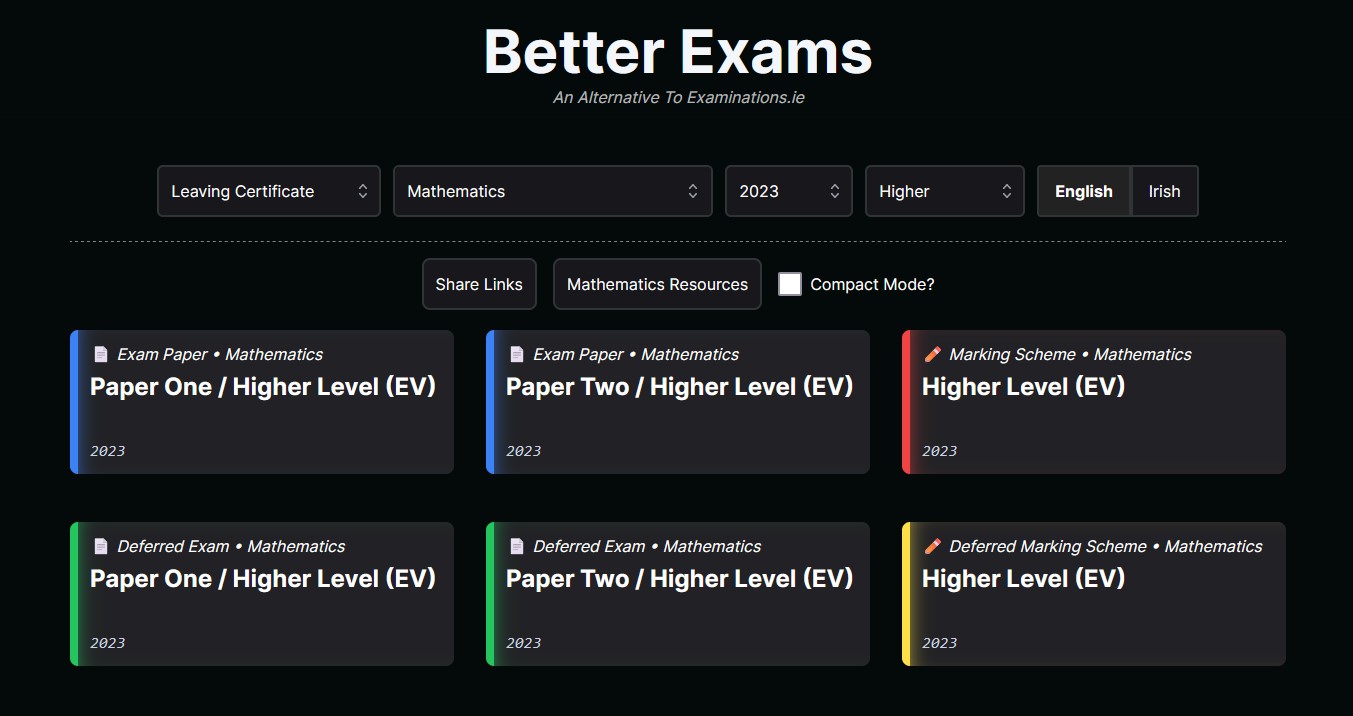 Better Exams
An Alternative To Examinations.ie
Leaving Certificate Mathematics 2023 Higher English Irish
Share Links Mathematics Resources Compact Mode?
Exam Paper • Mathematics
Paper One / Higher Level (EV)
2023
Exam Paper • Mathematics
Paper Two / Higher Level (EV)
2023
Marking Scheme • Mathematics
Higher Level (EV)
2023
Deferred Exam • Mathematics
Paper One / Higher Level (EV)
2023
Deferred Exam • Mathematics
Paper Two / Higher Level (EV)
2023
Deferred Marking Scheme • Mathematics
Higher Level (EV)
2023